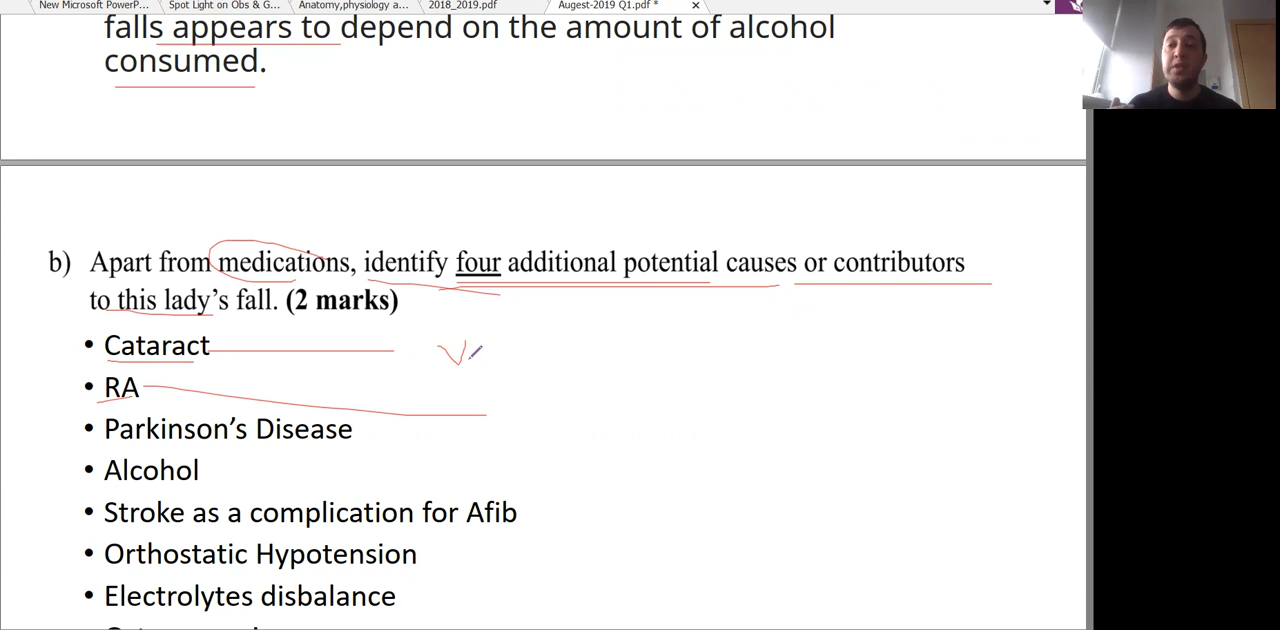 New Microsoft PowerP...
Spot Light on Obs & G...
Anatomy,physiology a...
2018_2019.pdf
Augest-2019 Q1.pdf *
falls appears to depend on the amount of alcohol
consumed.
b) Apart from medications, identify four additional potential causes or contributors
to this lady's fall. (2 marks)
• Cataract
• RA
• Parkinson's Disease
• Alcohol
• Stroke as a complication for Afib
• Orthostatic Hypotension
• Electrolytes disbalance